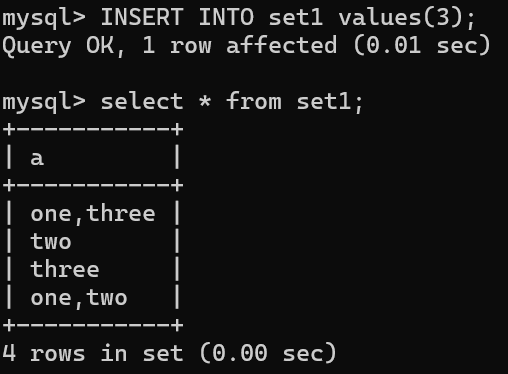 mysql> INSERT INTO set1 values(3);
Query OK, 1 row affected (0.01 sec)

mysql> select * from set1;
+-----------+
| a         |
+-----------+
| one,three |
| two       |
| three     |
| one,two   |
+-----------+
4 rows in set (0.00 sec)